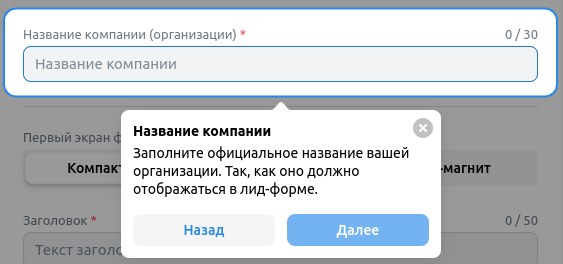 Название компании (организации) * 0 / 30
Название компании
Первый экран ф
Название компании
Заполните официальное название вашей
организации. Так, как оно должно
отображаться в лид-форме.
Компакт
-магнит
Назад Далее
Заголовок * 0 / 50
Текст заголо